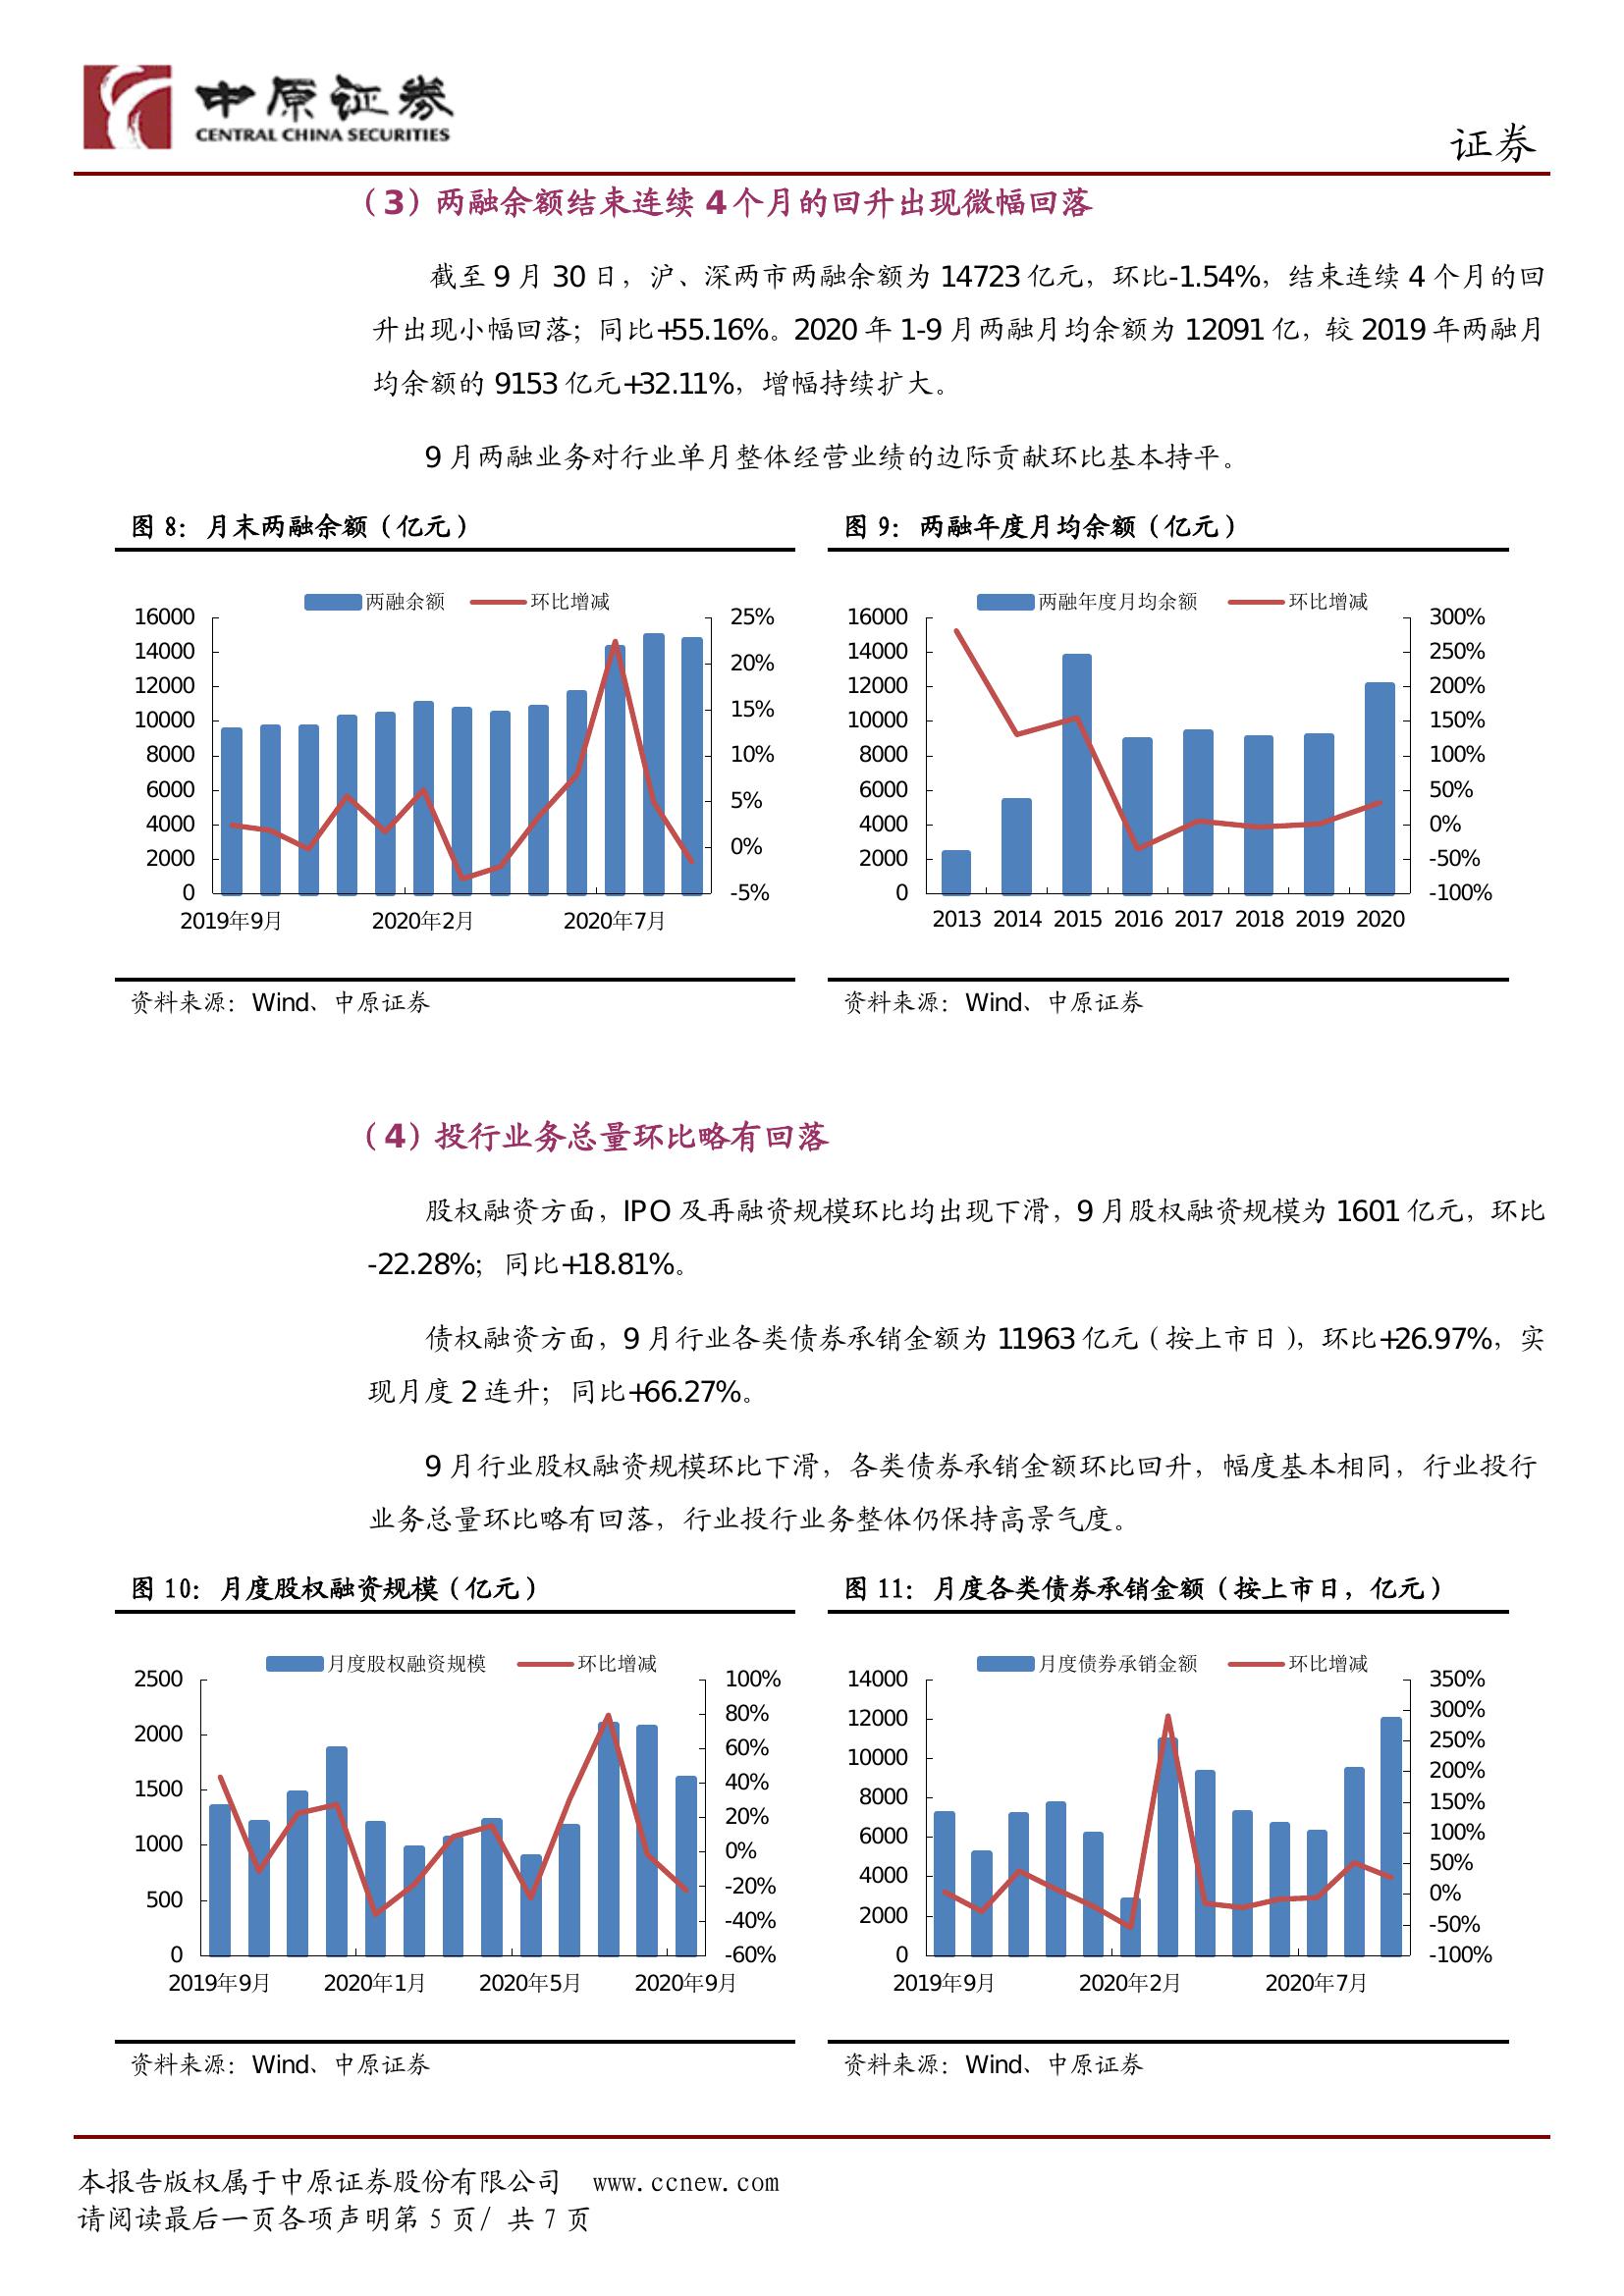 中原证券
CENTRAL CHINA SECURITIES
证券
（3）两融余额结束连续 4 个月的回升出现微幅回落
截至 9 月 30 日，沪、深两市两融余额为 14723 亿元，环比-1.54%，结束连续 4 个月的回
升出现小幅回落；同比+55.16%。2020 年 1-9 月两融月均余额为 12091 亿，较 2019 年两融月
均余额的 9153 亿元+32.11%，增幅持续扩大。
9 月两融业务对行业单月整体经营业绩的边际贡献环比基本持平。
图 8：月末两融余额（亿元）
两融余额 环比增减
16000
14000
12000
10000
8000
6000
4000
2000
0
25%
20%
15%
10%
5%
0%
-5%
2019年9月 2020年2月 2020年7月
资料来源：Wind、中原证券
图 9：两融年度月均余额（亿元）
两融年度月均余额 环比增减
16000
14000
12000
10000
8000
6000
4000
2000
0
300%
250%
200%
150%
100%
50%
0%
-50%
-100%
2013 2014 2015 2016 2017 2018 2019 2020
资料来源：Wind、中原证券
（4）投行业务总量环比略有回落
股权融资方面，IPO 及再融资规模环比均出现下滑，9 月股权融资规模为 1601 亿元，环比
-22.28%；同比+18.81%。
债权融资方面，9 月行业各类债券承销金额为 11963 亿元（按上市日），环比+26.97%，实
现月度 2 连升；同比+66.27%。
9 月行业股权融资规模环比下滑，各类债券承销金额环比回升，幅度基本相同，行业投行
业务总量环比略有回落，行业投行业务整体仍保持高景气度。
图 10：月度股权融资规模（亿元）
月度股权融资规模 环比增减
2500
2000
1500
1000
500
0
100%
80%
60%
40%
20%
0%
-20%
-40%
-60%
2019年9月 2020年1月 2020年5月 2020年9月
资料来源：Wind、中原证券
图 11：月度各类债券承销金额（按上市日，亿元）
月度债券承销金额 环比增减
14000
12000
10000
8000
6000
4000
2000
0
350%
300%
250%
200%
150%
100%
50%
0%
-50%
-100%
2019年9月 2020年2月 2020年7月
资料来源：Wind、中原证券
本报告版权属于中原证券股份有限公司 www.ccnew.com
请阅读最后一页各项声明第 5 页/ 共 7 页